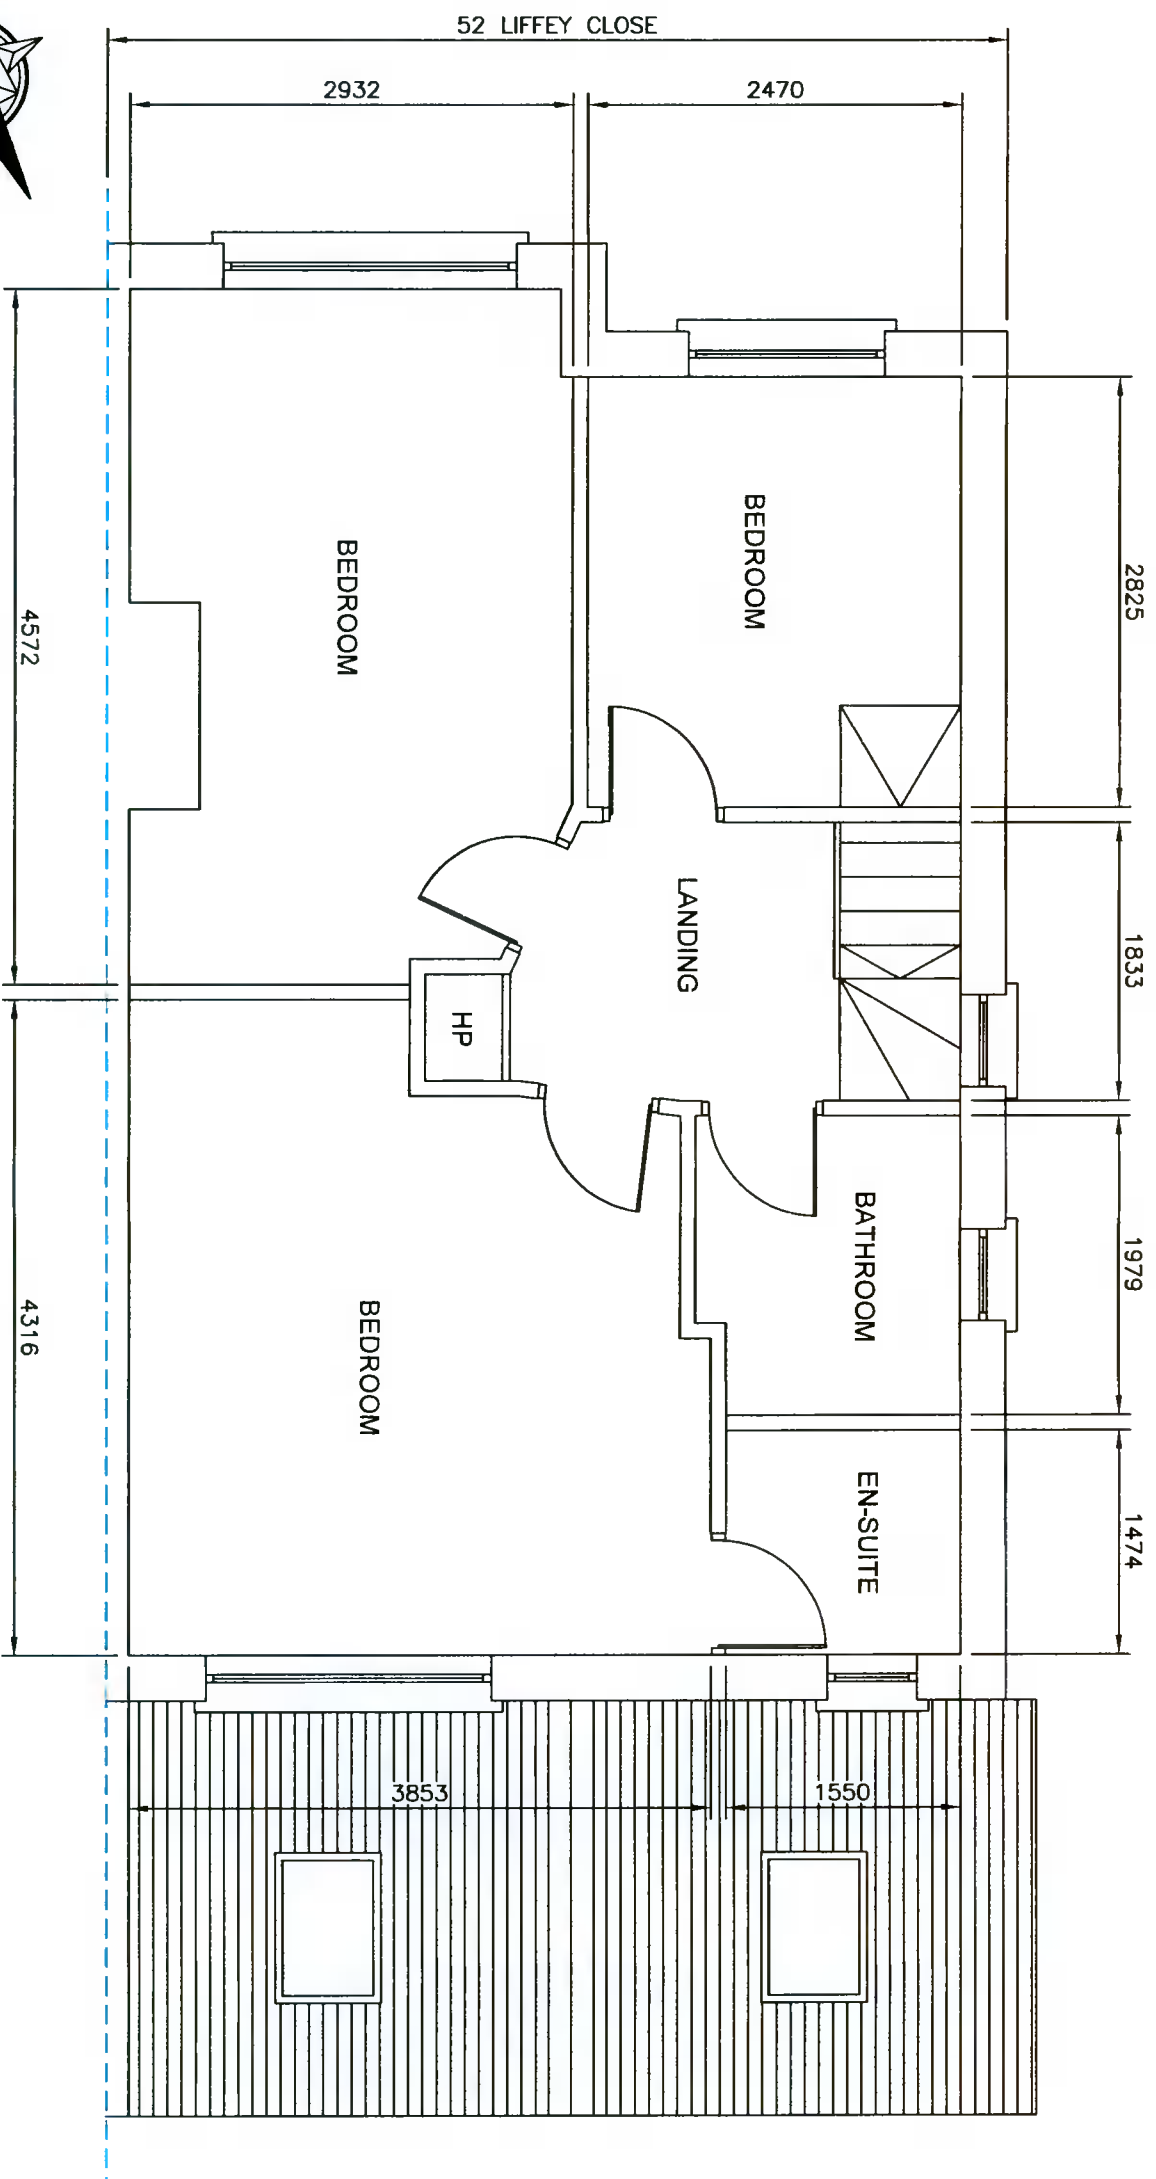 52 LIFFEY CLOSE
2932
2470
2825
BEDROOM
BEDROOM
4572
LANDING
1833
HP
BATHROOM
1979
BEDROOM
4316
EN-SUITE
1474
3853
1550